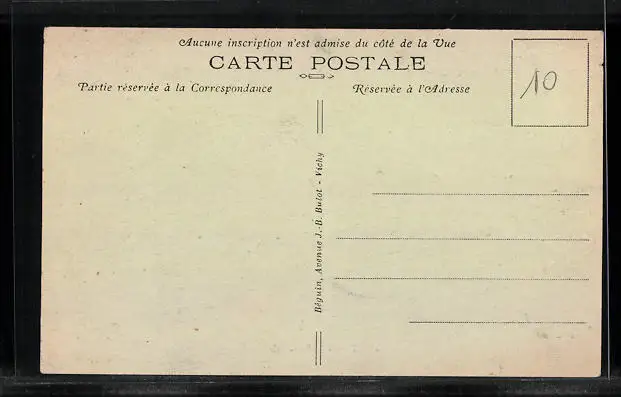 Aucune inscription n'est admise du côté de la Vue
CARTE POSTALE
Partie réservée à la Correspondance
Réservée à l'Adresse
10
Béguin, Avenue J.-B. Bulot - Vichy